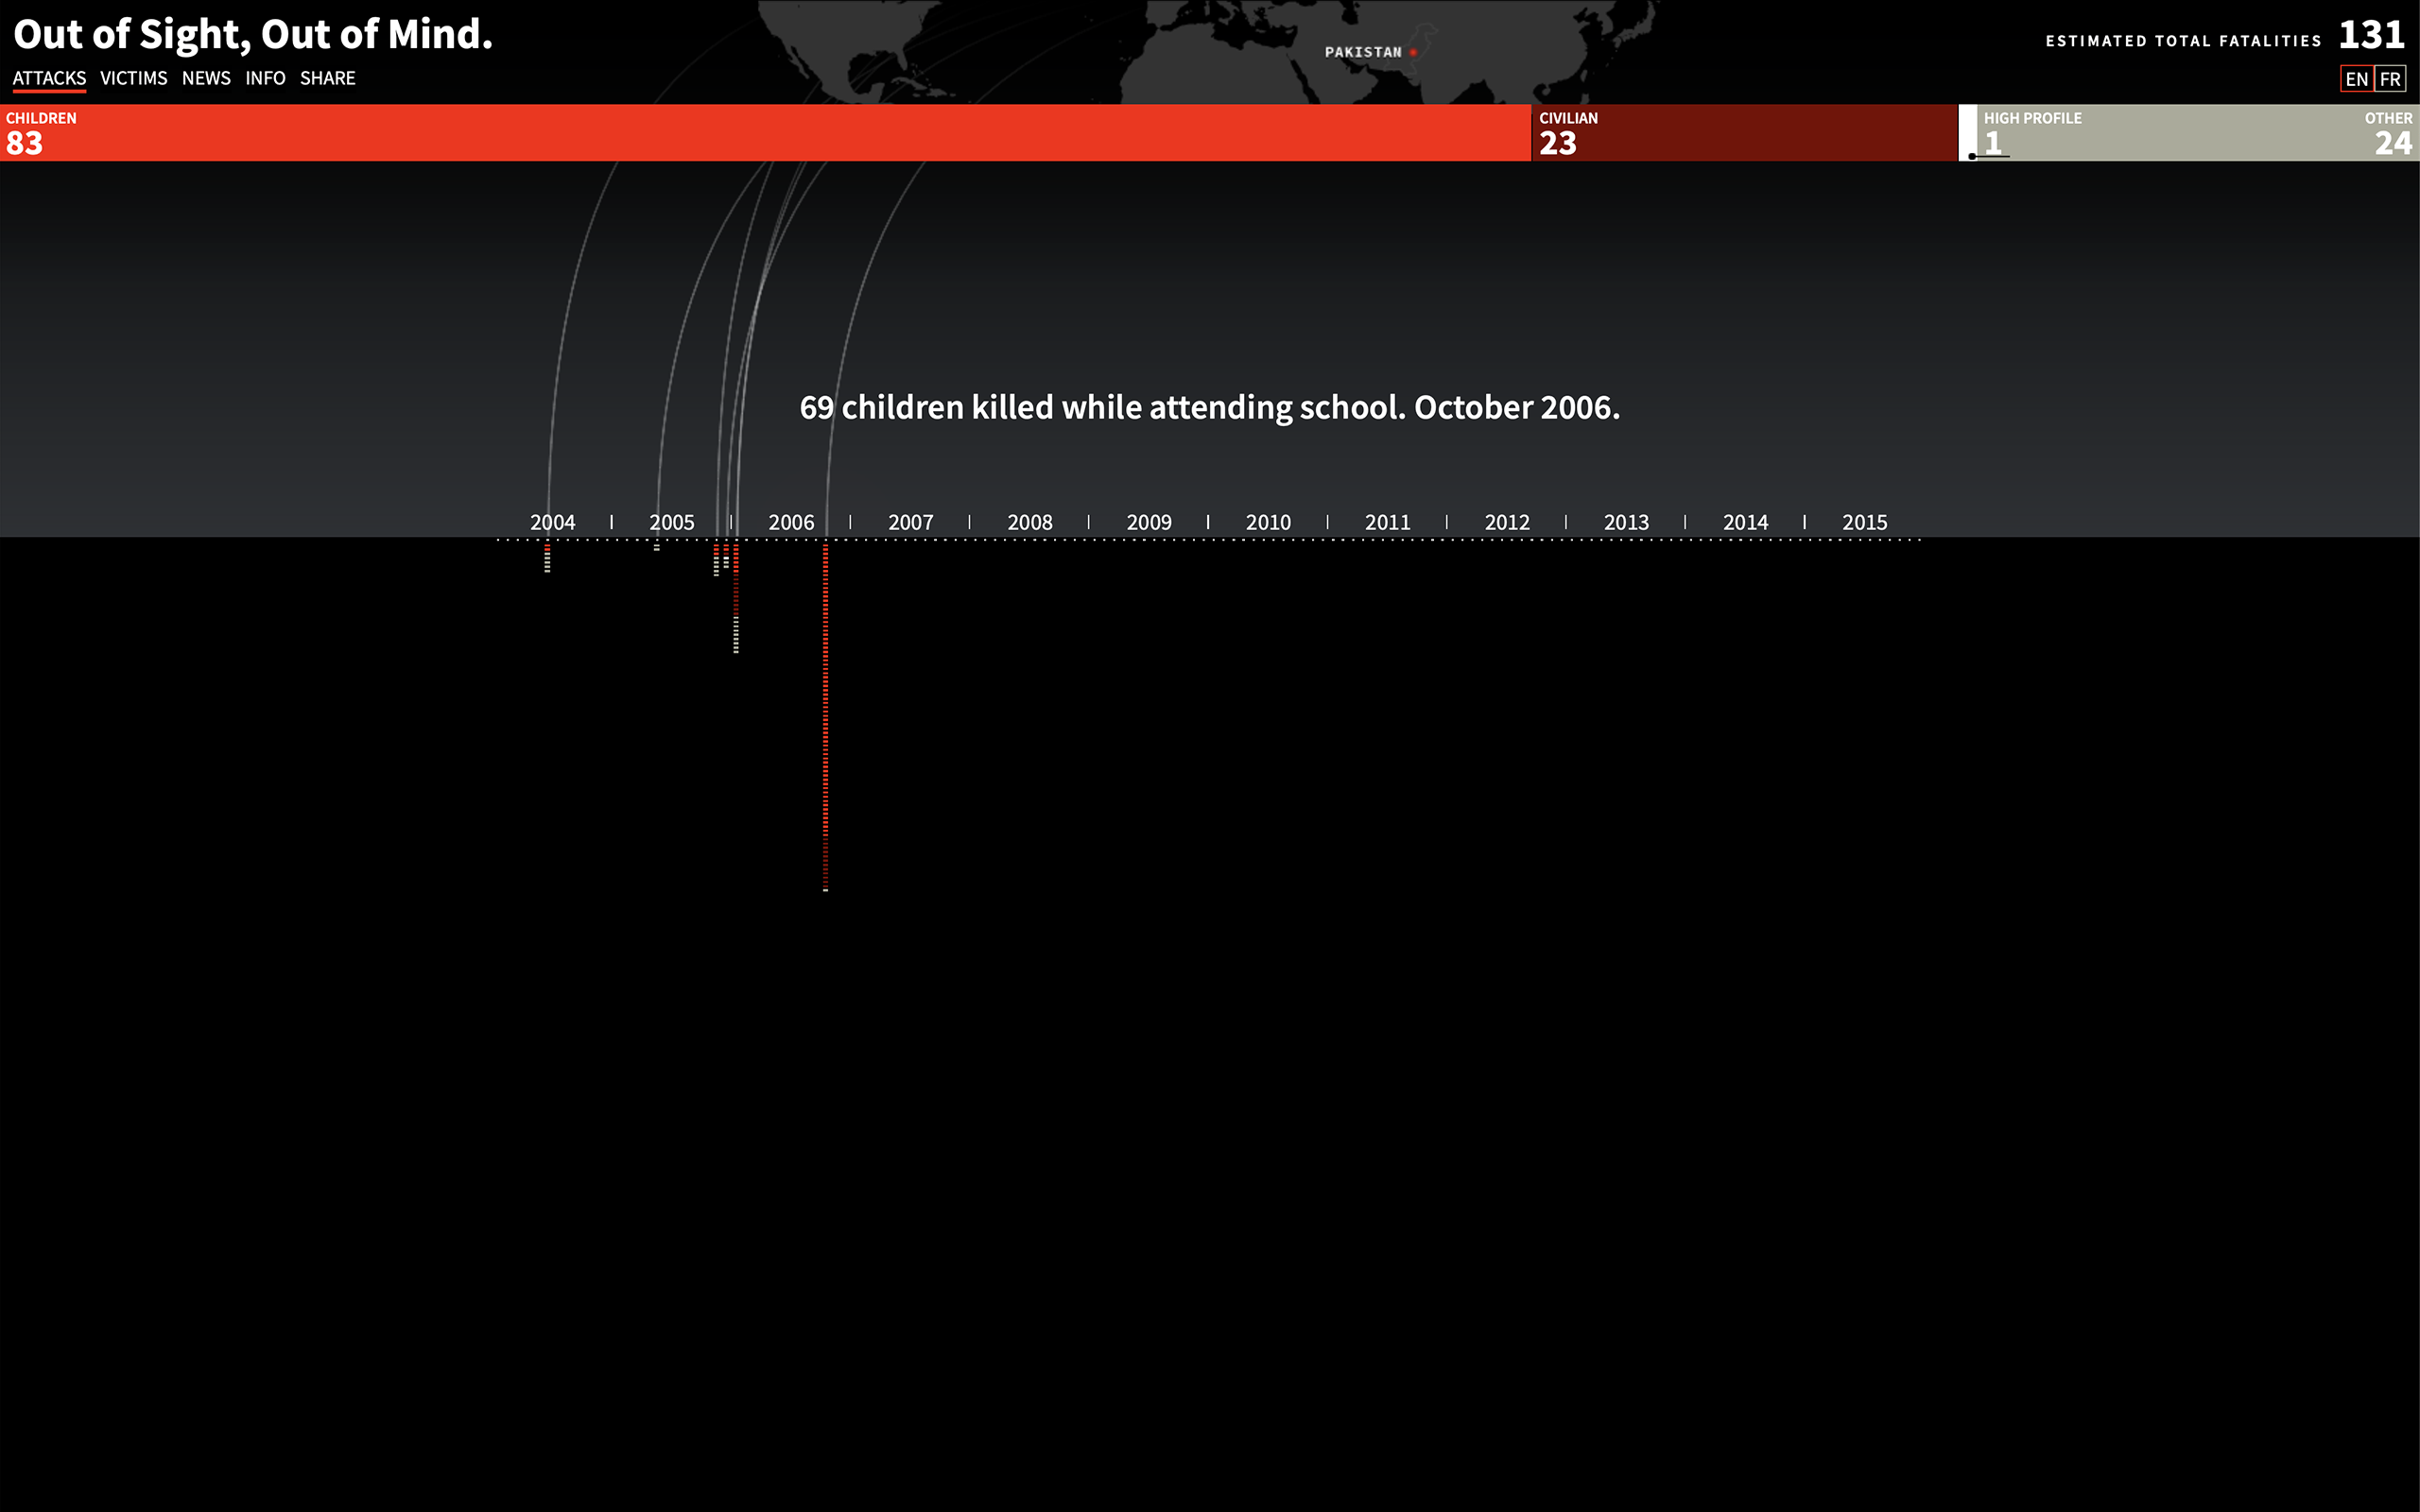 Out of Sight, Out of Mind.
ATTACKS VICTIMS NEWS INFO SHARE
PAKISTAN
ESTIMATED TOTAL FATALITIES 131
EN FR
CHILDREN
83
CIVILIAN
23
HIGH PROFILE
1
OTHER
24
69 children killed while attending school. October 2006.
2004 | 2005 | 2006 | 2007 | 2008 | 2009 | 2010 | 2011 | 2012 | 2013 | 2014 | 2015